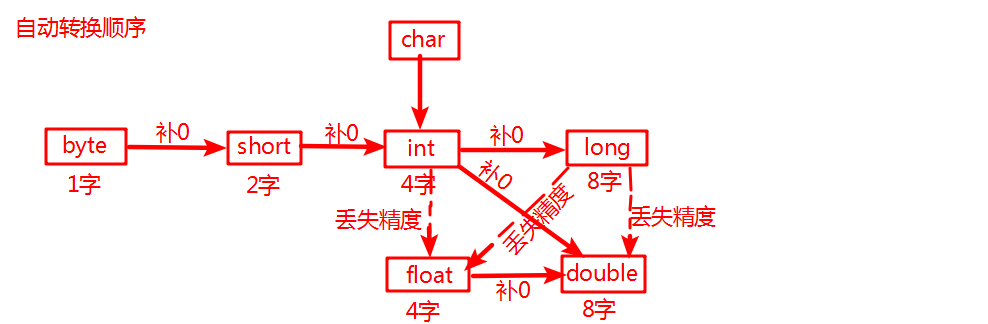 自动转换顺序
char
byte
补0
short
补0
int
补0
long
1字
2字
4字
补0
8字
丢失精度
丢失精度
丢失精度
float
补0
double
4字
8字